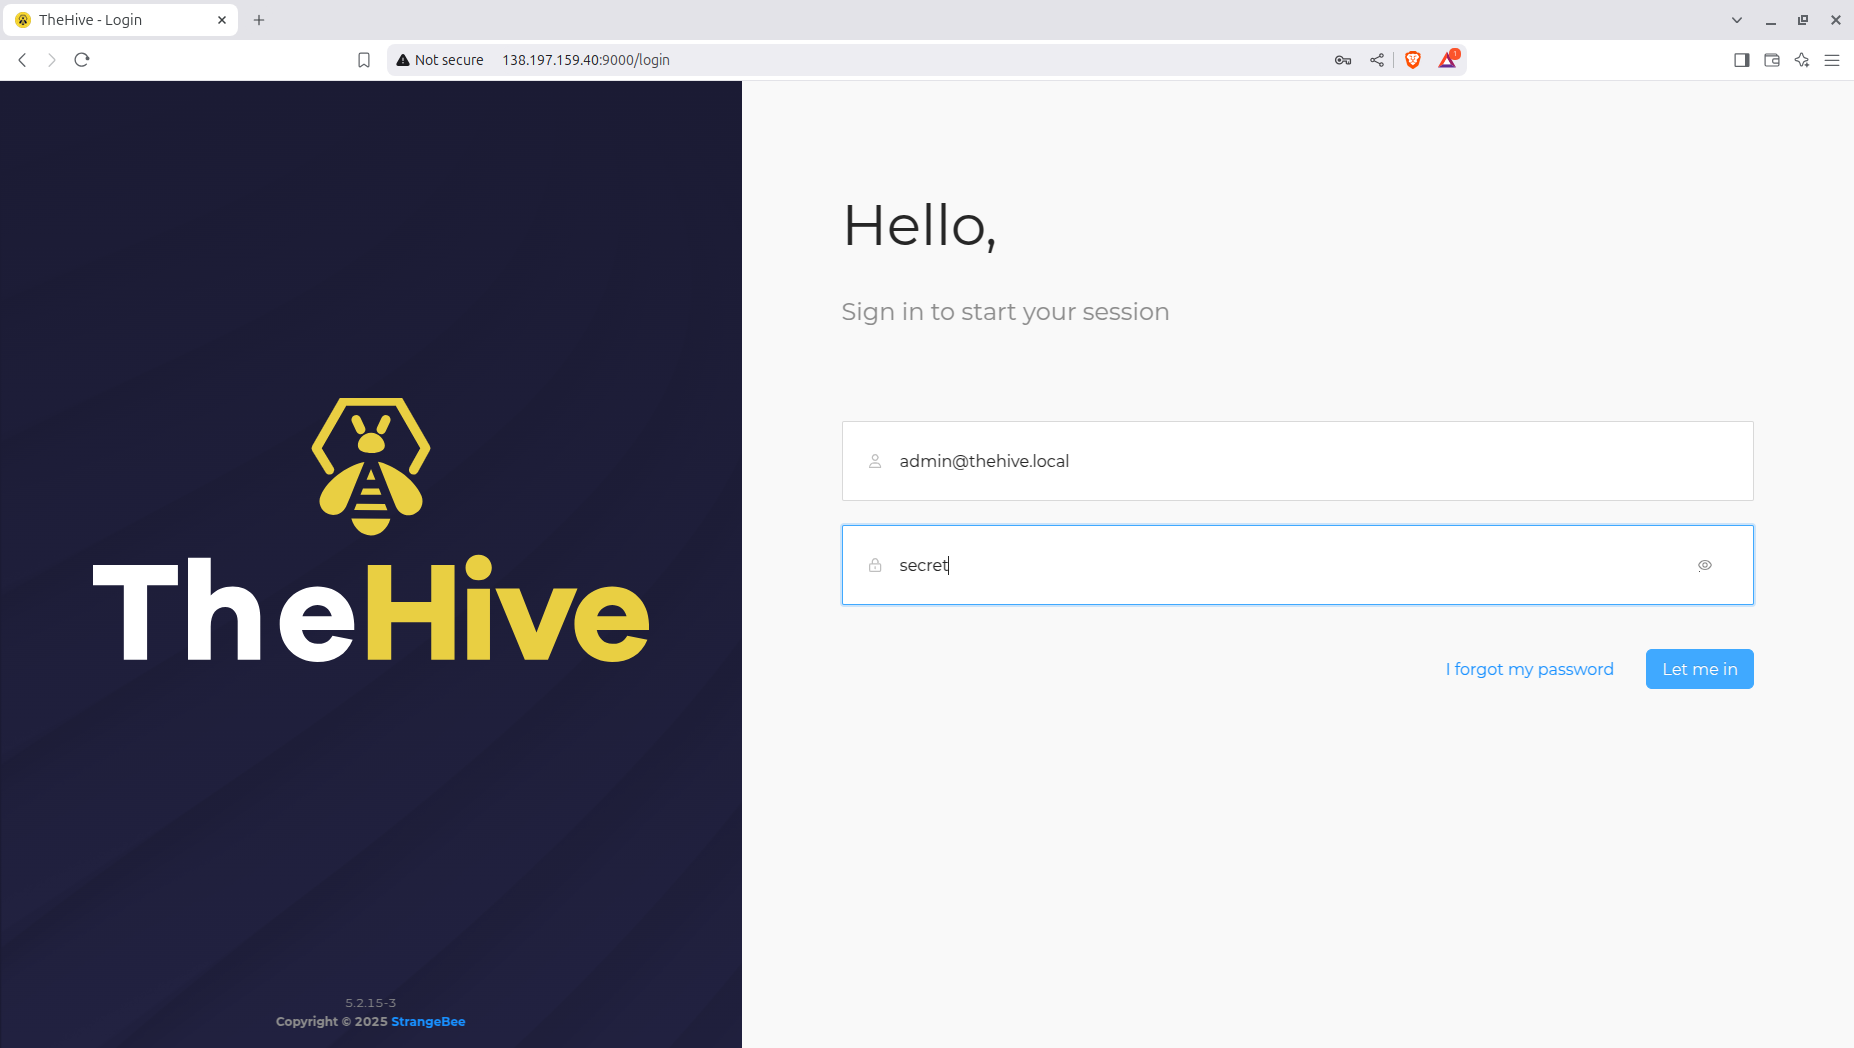 TheHive - Login
Not secure 138.197.159.40:9000/login
1
Hello,
Sign in to start your session
admin@thehive.local
secret
I forgot my password
Let me in
TheHive
5.2.15-3
Copyright © 2025 StrangeBee